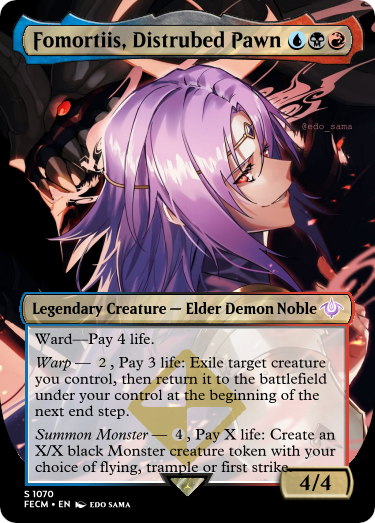 Fomortiis, Distrubed Pawn
@edo_sama
Legendary Creature — Elder Demon Noble
Ward—Pay 4 life.
Warp — 2 , Pay 3 life: Exile target creature
you control, then return it to the battlefield
under your control at the beginning of the
next end step.
Summon Monster — 4 , Pay X life: Create an
X/X black Monster creature token with your
choice of flying, trample or first strike.
4/4
S 1070
FECM • EN EDO SAMA